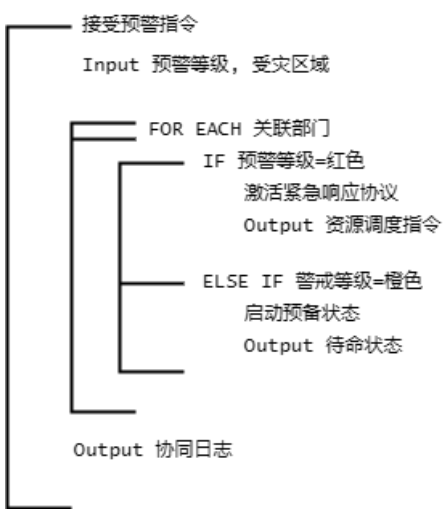 接受预警指令
Input 预警等级, 受灾区域
FOR EACH 关联部门
IF 预警等级=红色
激活紧急响应协议
Output 资源调度指令
ELSE IF 警戒等级=橙色
启动预备状态
Output 待命状态
Output 协同日志